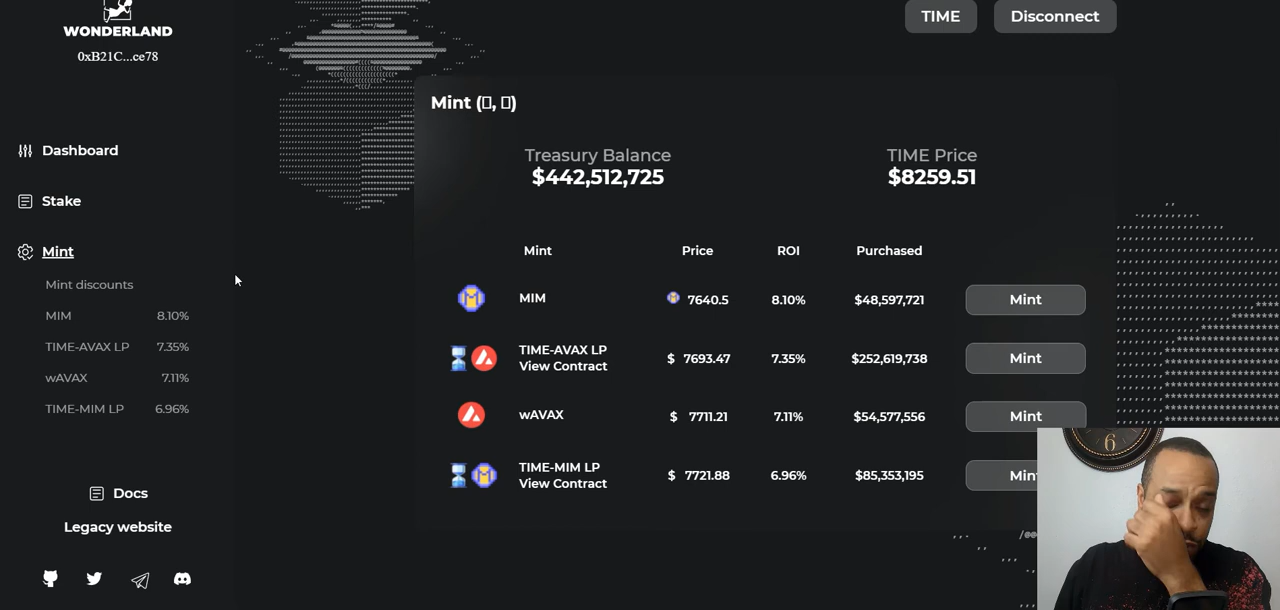 WONDERLAND
0xB21C...ce78
TIME
Disconnect
Dashboard
Stake
Mint
Mint discounts
MIM 8.10%
TIME-AVAX LP 7.35%
wAVAX 7.11%
TIME-MIM LP 6.96%
Docs
Legacy website
Mint (▯, ▯)
Treasury Balance
$442,512,725
TIME Price
$8259.51
Mint Price ROI Purchased
MIM 7640.5 8.10% $48,597,721 Mint
TIME-AVAX LP
View Contract
$ 7693.47 7.35% $252,619,738 Mint
wAVAX $ 7711.21 7.11% $54,577,556 Mint
TIME-MIM LP
View Contract
$ 7721.88 6.96% $85,353,195 Mint
6